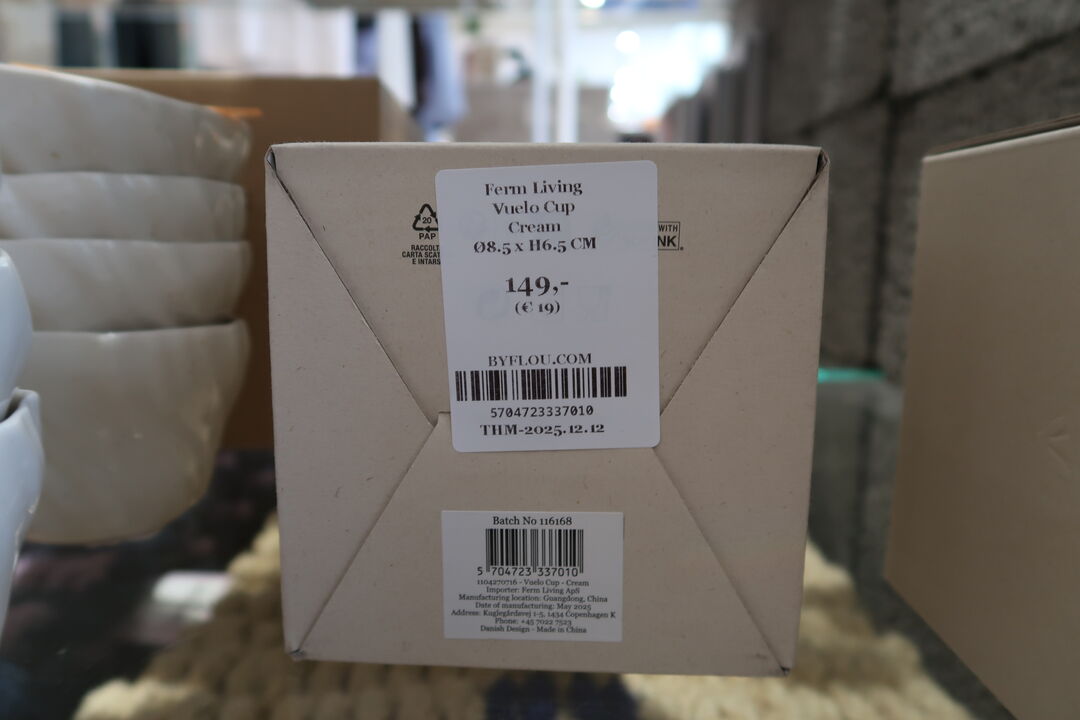 Ferm Living
Vuelo Cup
Cream
Ø8.5 x H6.5 CM
149,-
(€ 19)
BYFLOU.COM
5704723337010
THM-2025.12.12
20
PAP
RACCOLT
CARTA SCAT
E INTARS
WITH
NK
Batch No 116168
5 704723 337010
1104270716 - Vuelo Cup - Cream
Importer: Ferm Living ApS
Manufacturing location: Guangdong, China
Date of manufacturing: May 2025
Address: Kuglegårdsvej 1-5, 1434 Copenhagen K
Phone: +45 7022 7523
Danish Design - Made in China